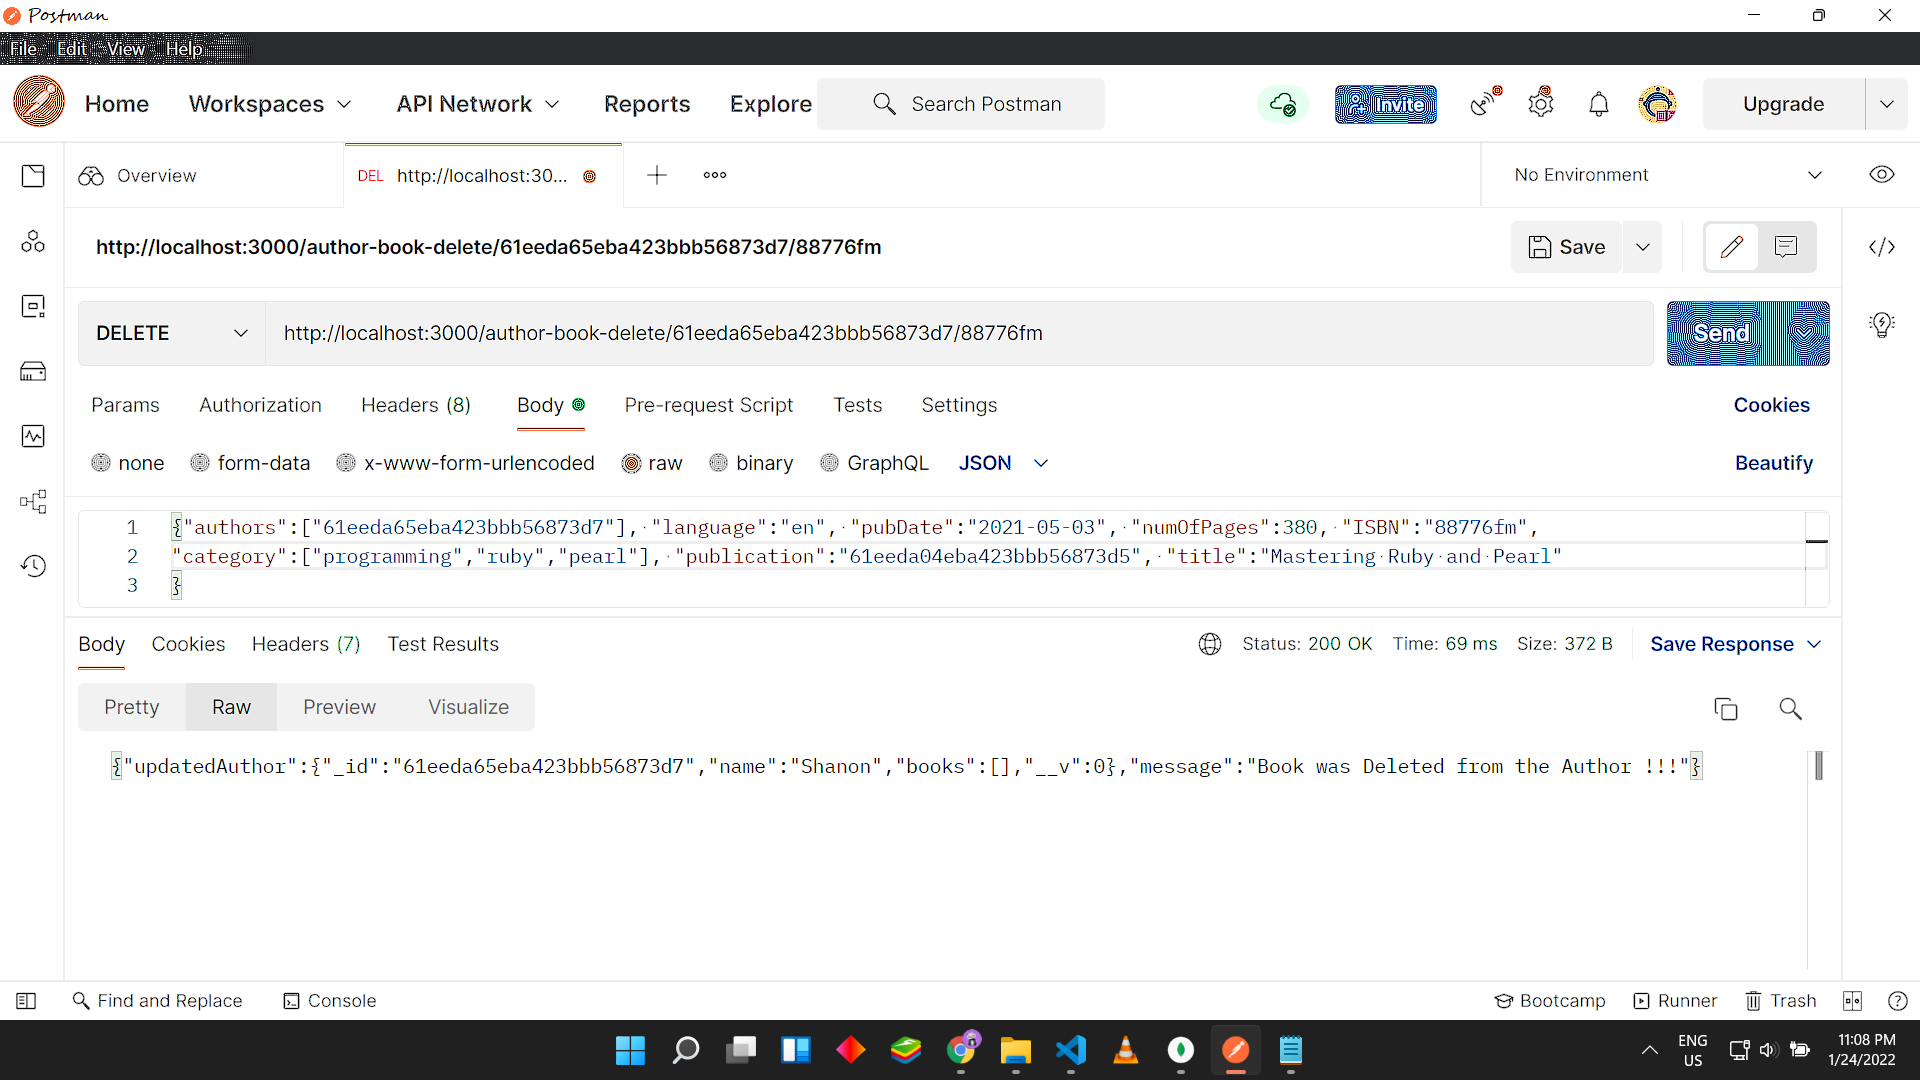 Postman
File Edit View Help
Home Workspaces API Network Reports Explore Search Postman Invite Upgrade
Overview DEL http://localhost:30... No Environment
http://localhost:3000/author-book-delete/61eeda65eba423bbb56873d7/88776fm Save
DELETE http://localhost:3000/author-book-delete/61eeda65eba423bbb56873d7/88776fm Send
Params Authorization Headers (8) Body Pre-request Script Tests Settings Cookies
none form-data x-www-form-urlencoded raw binary GraphQL JSON Beautify
1 {"authors":["61eeda65eba423bbb56873d7"], "language":"en", "pubDate":"2021-05-03", "numOfPages":380, "ISBN":"88776fm",
2 "category":["programming","ruby","pearl"], "publication":"61eeda04eba423bbb56873d5", "title":"Mastering Ruby and Pearl"
3 }
Body Cookies Headers (7) Test Results Status: 200 OK Time: 69 ms Size: 372 B Save Response
Pretty Raw Preview Visualize
{"updatedAuthor":{"_id":"61eeda65eba423bbb56873d7","name":"Shanon","books":[],"__v":0},"message":"Book was Deleted from the Author !!!"}
Find and Replace Console Bootcamp Runner Trash
ENG 11:08 PM
US 1/24/2022